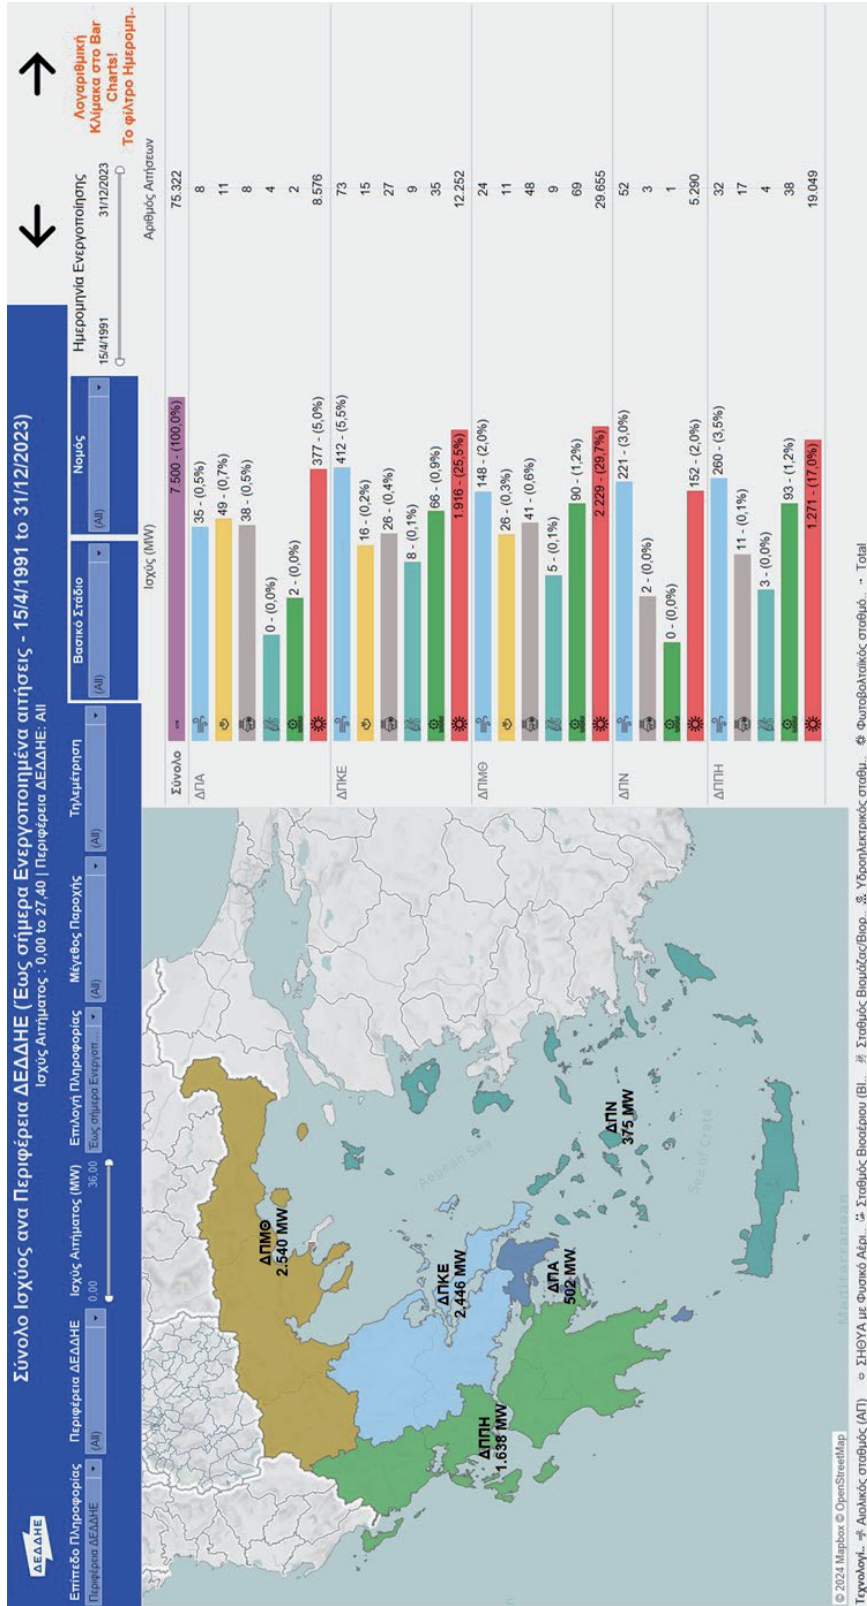 ΔΕΔΔΗΕ
Σύνολο Ισχύος ανα Περιφέρεια ΔΕΔΔΗΕ (Έως σήμερα Ενεργοποιημένα αιτήσεις - 15/4/1991 to 31/12/2023)
Ισχύς Αιτήματος : 0,00 to 27,40 | Περιφέρεια ΔΕΔΔΗΕ: All
Επίπεδο Πληροφορίας
Περιφέρεια ΔΕΔΔΗΕ
Περιφέρεια ΔΕΔΔΗΕ
(All)
Ισχύς Αιτήματος (MW)
0.00
36.00
Επιλογή Πληροφορίας
Έως σήμερα Ενεργοπ...
Μέγεθος Παροχής
(All)
Τηλεμέτρηση
(All)
Βασικό Στάδιο
(All)
Νομός
(All)
Ημερομηνία Ενεργοποίησης
15/4/1991
31/12/2023
Λογαριθμική
Κλίμακα στο Bar
Charts!
Το φίλτρο Ημερομη..
ΔΠΜΘ
2.540 MW
ΔΠΚΕ
2.446 MW
ΔΠΑ
502 MW
ΔΠΠΗ
1.638 MW
ΔΠΝ
375 MW
Aegean Sea
Sea of Crete
Mediterranean
© 2024 Mapbox © OpenStreetMap
Ισχύς (MW)
Αριθμός Αιτήσεων
Σύνολο
7.500 - (100,0%)
75.322
ΔΠΑ
35 - (0,5%)
8
49 - (0,7%)
11
38 - (0,5%)
8
0 - (0,0%)
4
2 - (0,0%)
2
377 - (5,0%)
8.576
ΔΠΚΕ
412 - (5,5%)
73
16 - (0,2%)
15
26 - (0,4%)
27
8 - (0,1%)
9
66 - (0,9%)
35
1.916 - (25,5%)
12.252
ΔΠΜΘ
148 - (2,0%)
24
26 - (0,3%)
11
41 - (0,6%)
48
5 - (0,1%)
9
90 - (1,2%)
69
2.229 - (29,7%)
29.655
ΔΠΝ
221 - (3,0%)
52
2 - (0,0%)
3
0 - (0,0%)
1
152 - (2,0%)
5.290
ΔΠΠΗ
260 - (3,5%)
32
11 - (0,1%)
17
3 - (0,0%)
4
93 - (1,2%)
38
1.271 - (17,0%)
19.049
Τεχνολογί.. Αιολικός σταθμός (ΑΠ) ΣΗΘΥΑ με Φυσικό Αέρι.. Σταθμός Βιοαέριου (ΒΙ.. Σταθμός Βιομάζας/Βιορ.. Υδροηλεκτρικός σταθμ.. Φωτοβολταϊκός σταθμό.. Total